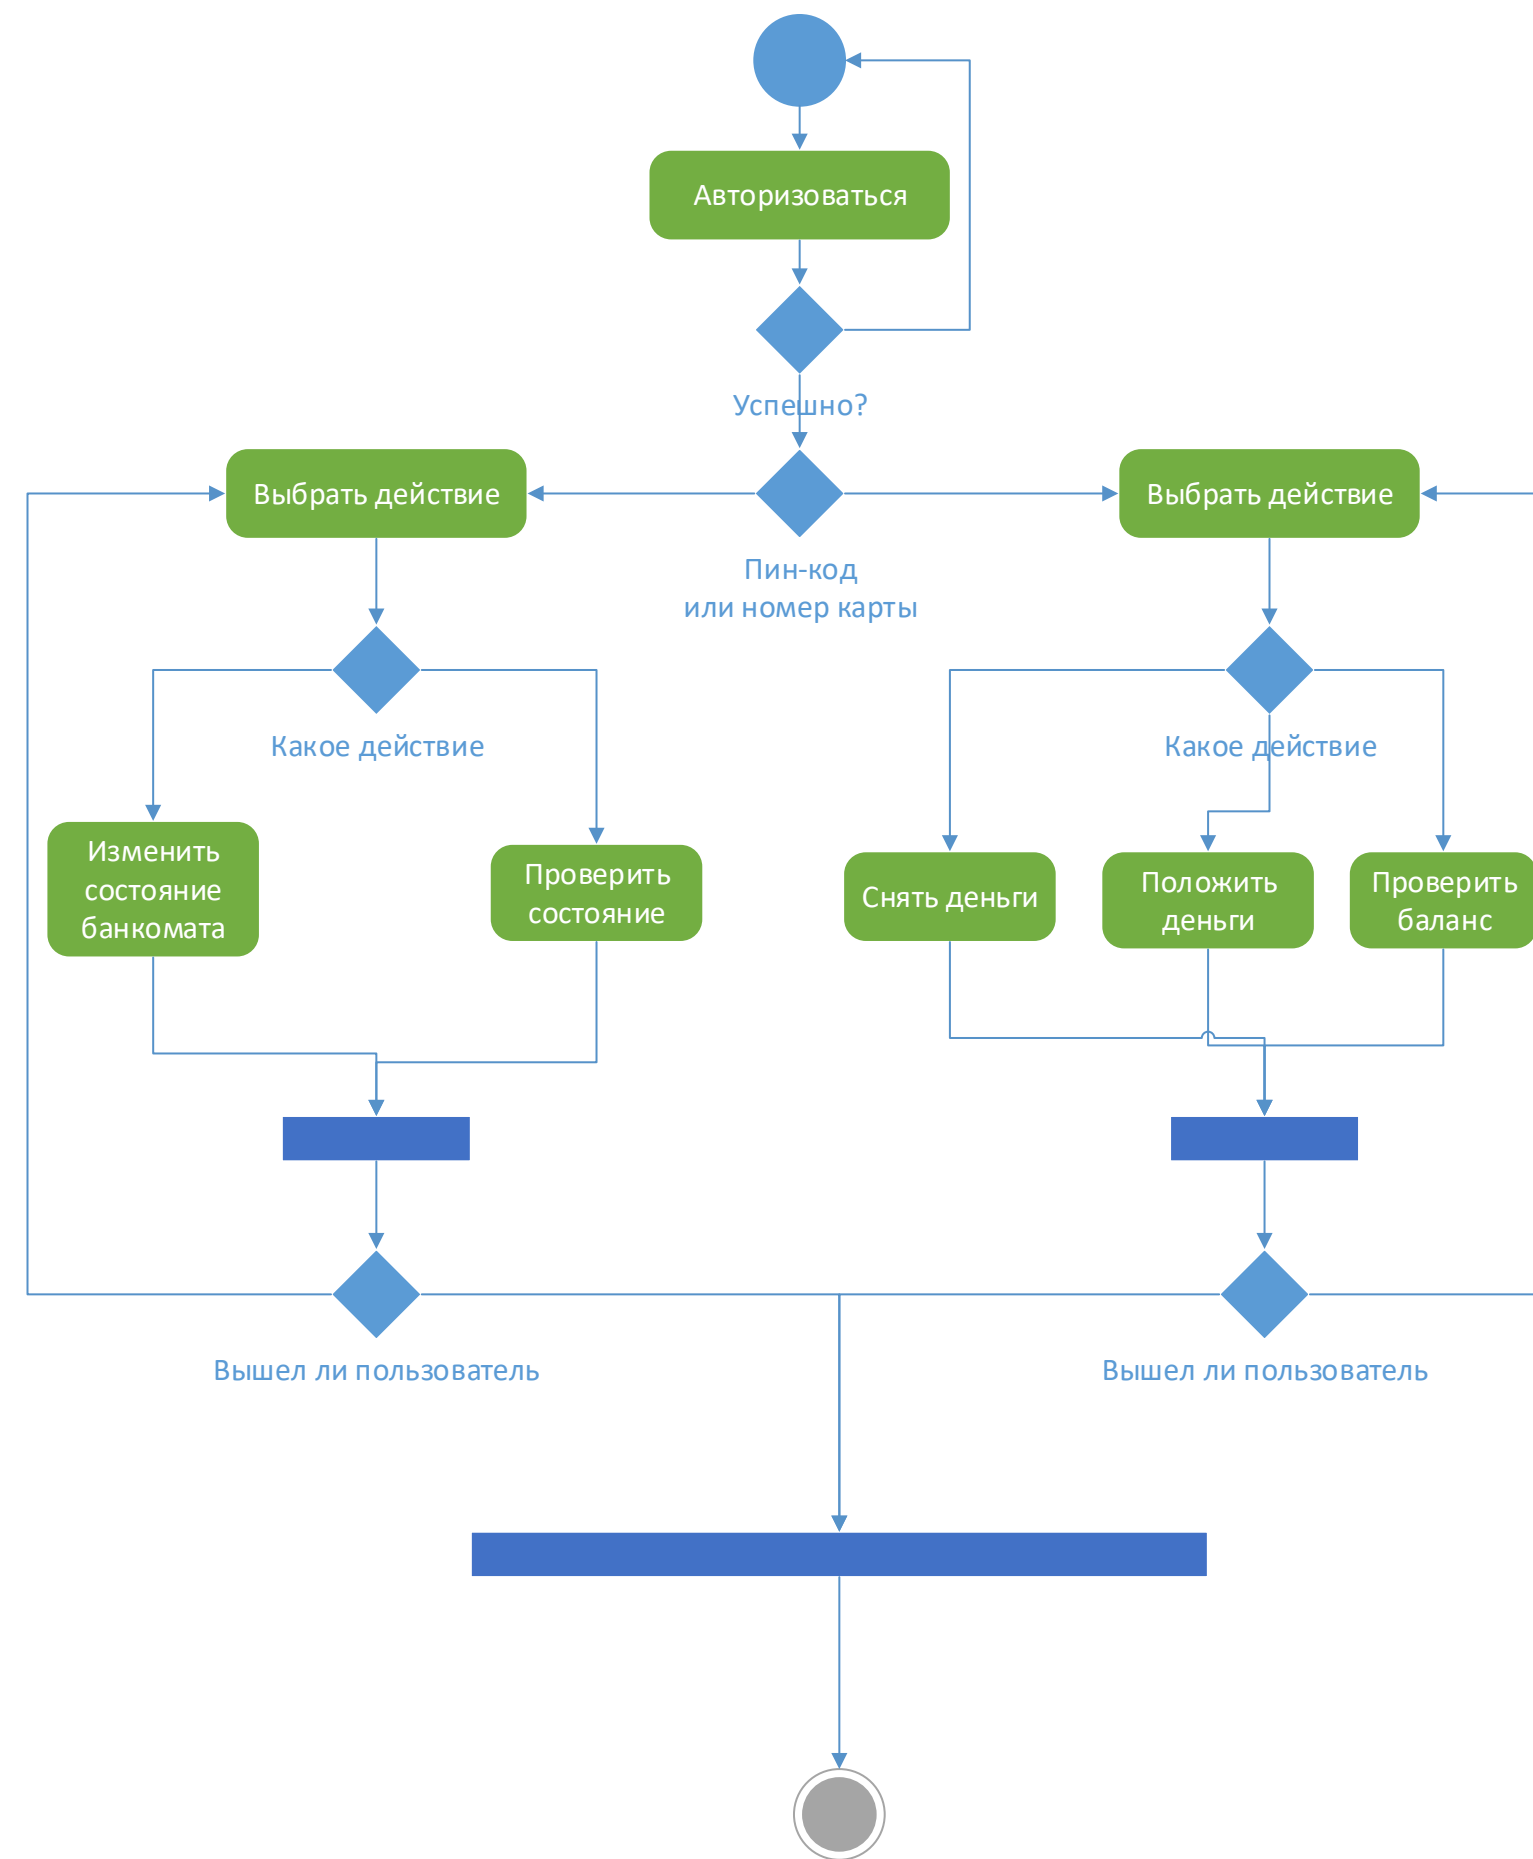 Авторизоваться
Успешно?
Выбрать действие
Выбрать действие
Пин-код
или номер карты
Какое действие
Какое действие
Изменить
состояние
банкомата
Проверить
состояние
Снять деньги
Положить
деньги
Проверить
баланс
Вышел ли пользователь
Вышел ли пользователь